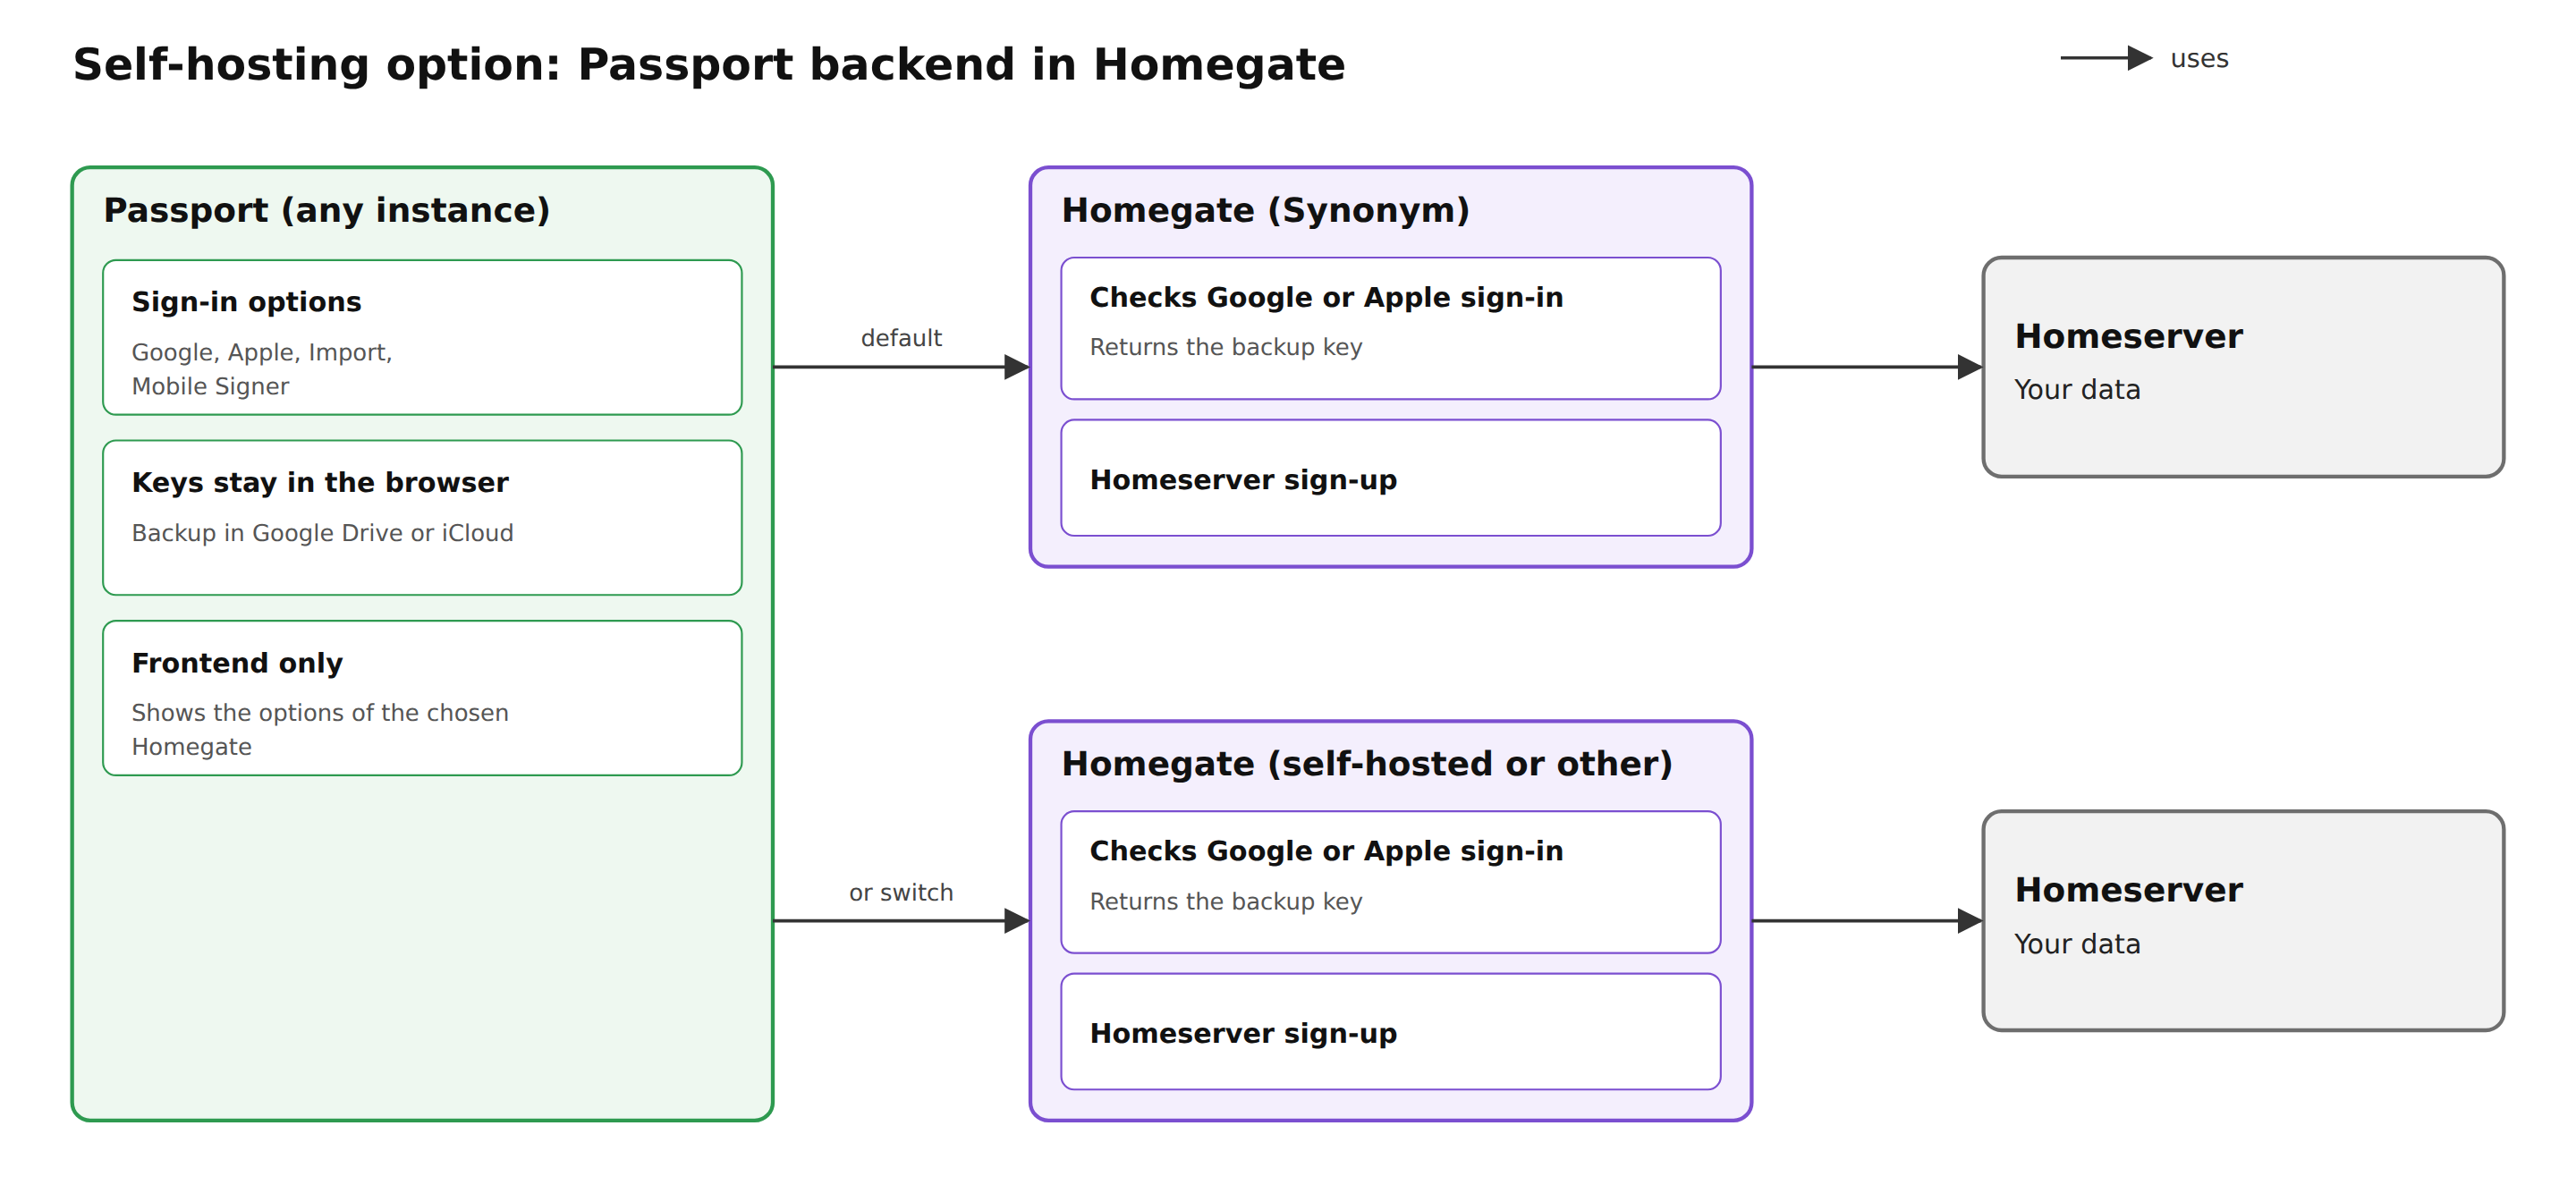 Self-hosting option: Passport backend in Homegate
uses
Passport (any instance)
Sign-in options
Google, Apple, Import,
Mobile Signer
Keys stay in the browser
Backup in Google Drive or iCloud
Frontend only
Shows the options of the chosen
Homegate
default
or switch
Homegate (Synonym)
Checks Google or Apple sign-in
Returns the backup key
Homeserver sign-up
Homeserver
Your data
Homegate (self-hosted or other)
Checks Google or Apple sign-in
Returns the backup key
Homeserver sign-up
Homeserver
Your data